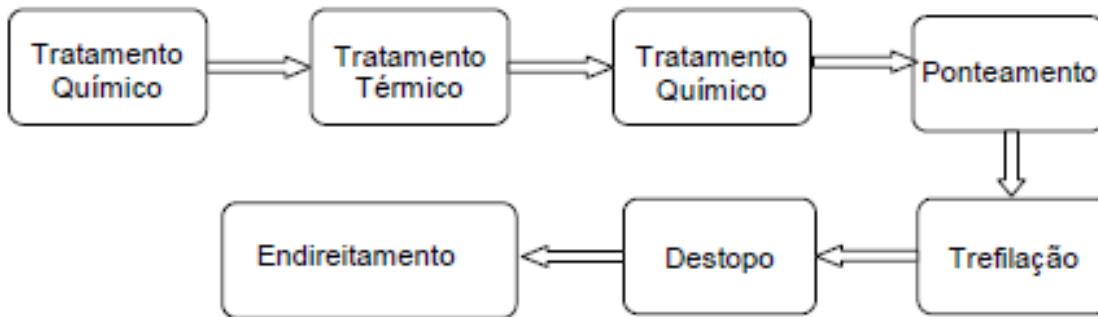 Tratamento
Químico
Tratamento
Térmico
Tratamento
Químico
Ponteamento
Trefilação
Destopo
Endireitamento